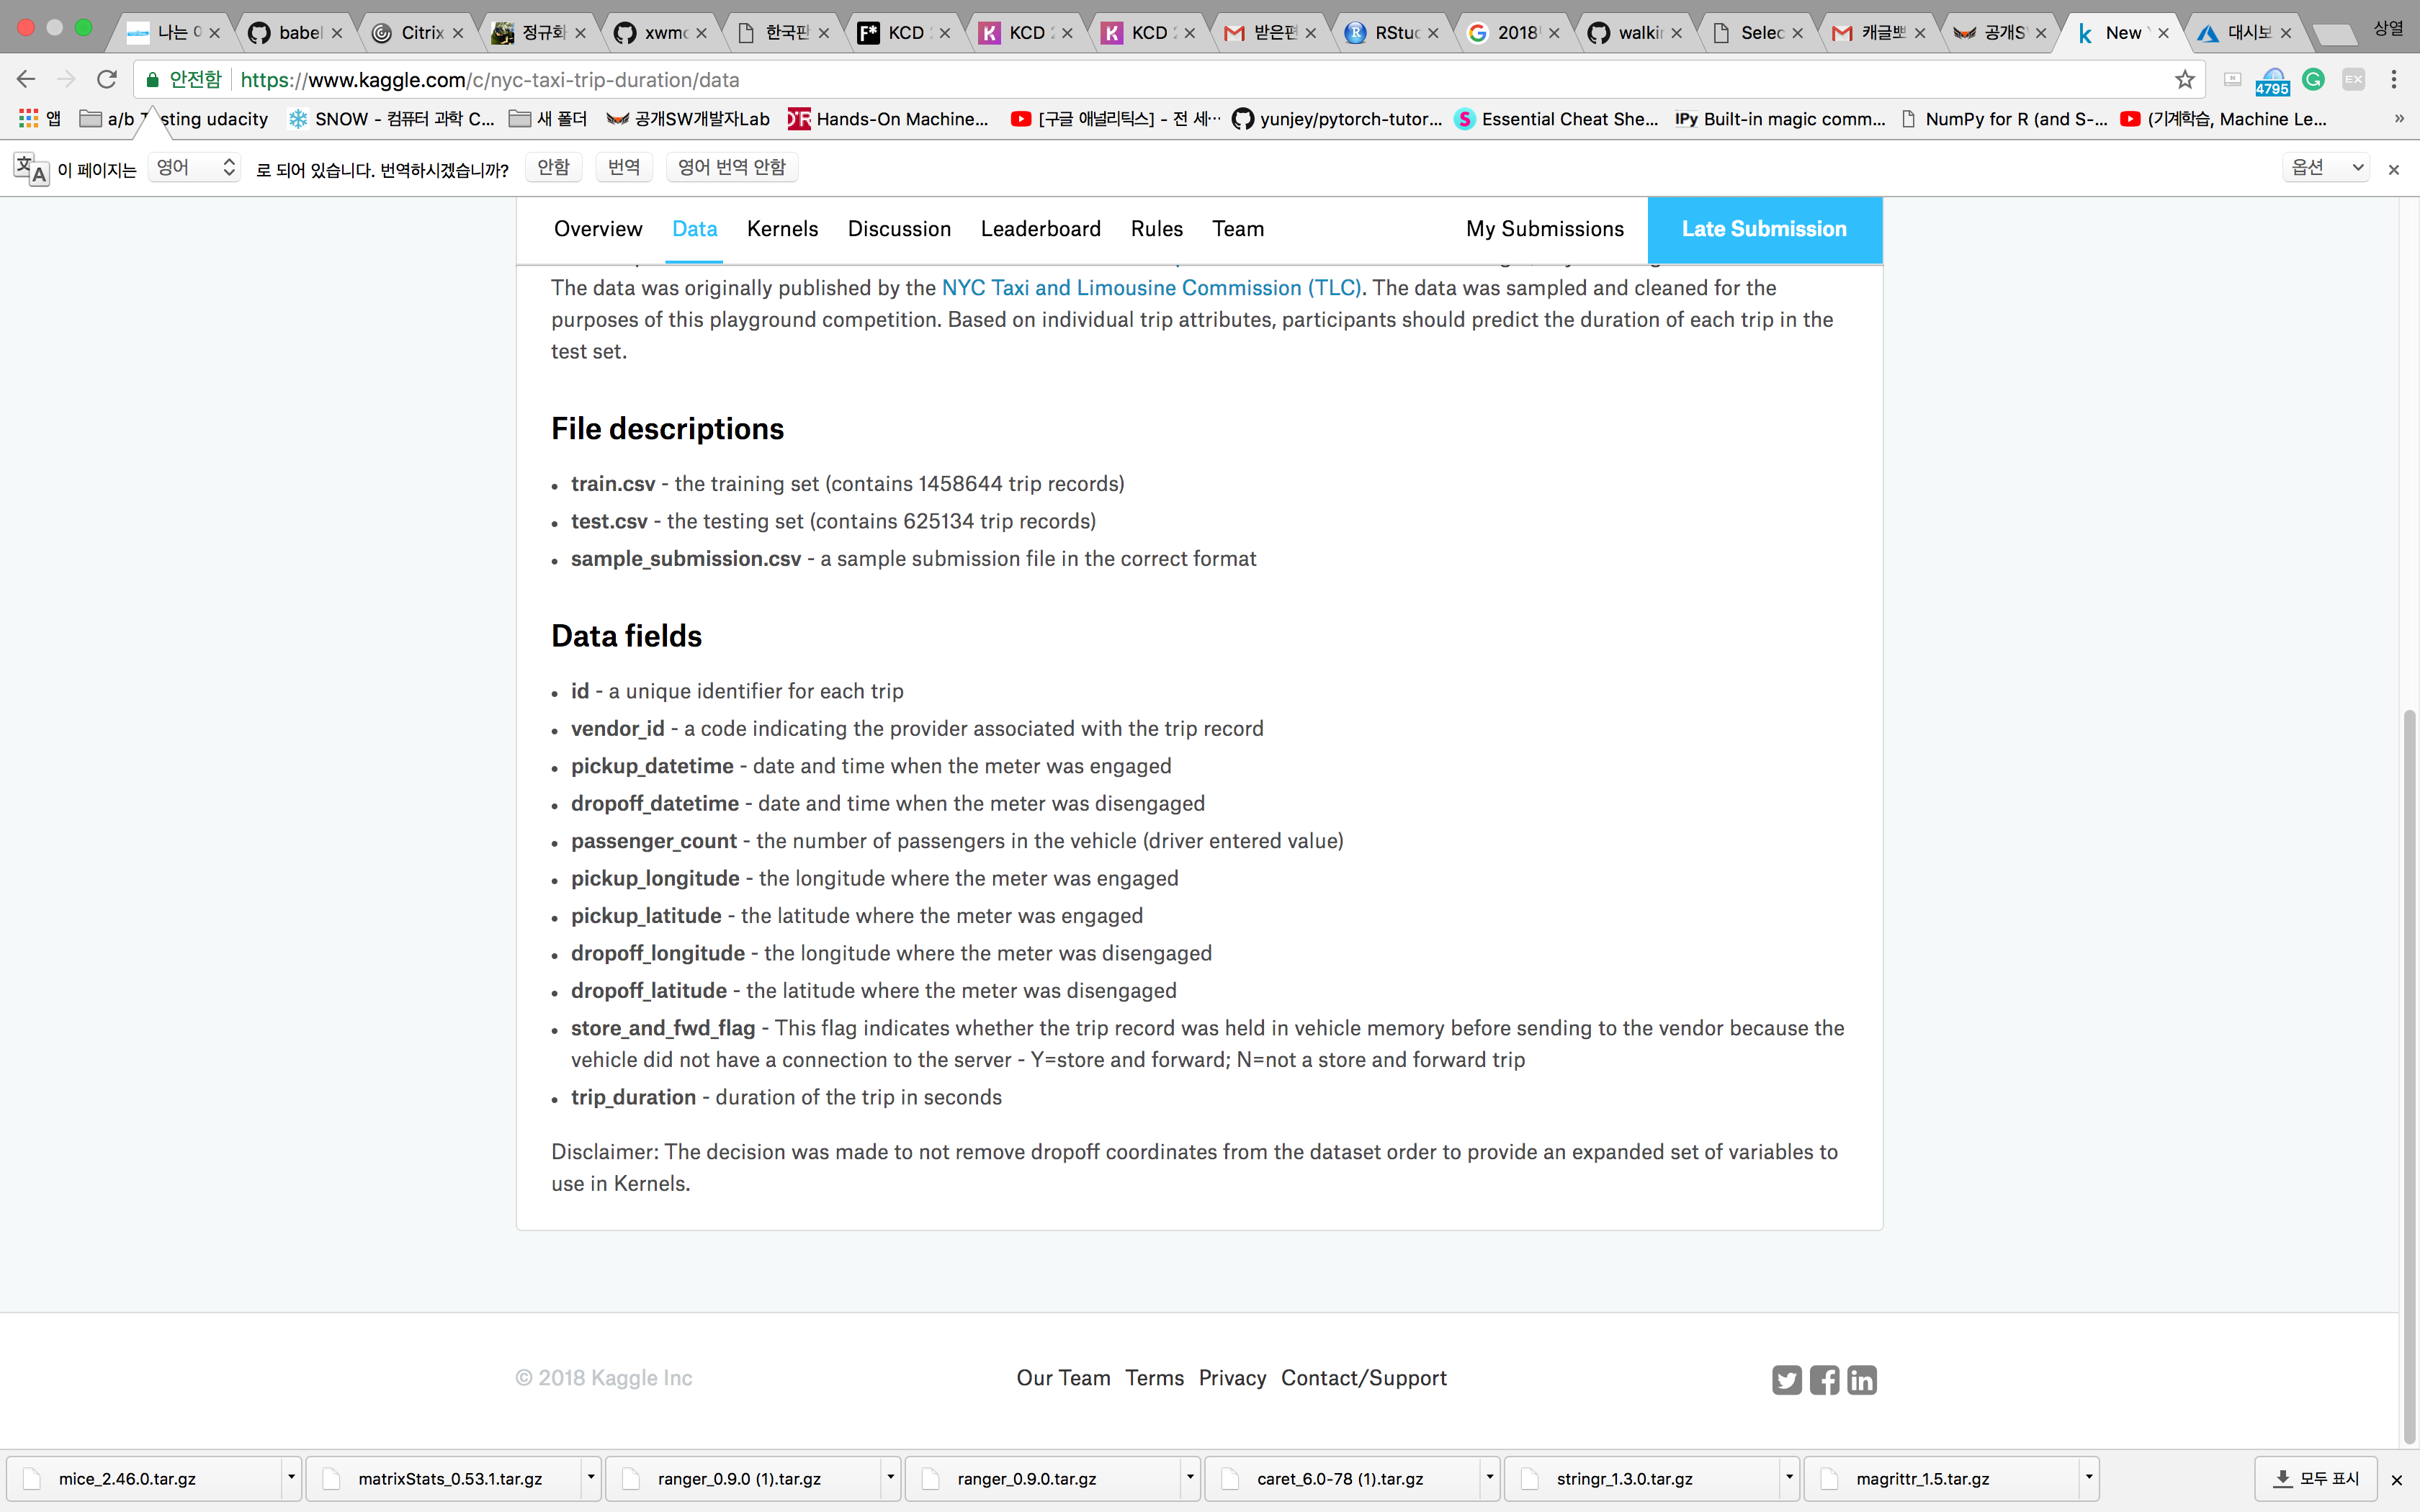 나는 babel Citrix 정규화 xwmo 한국판 KCD KCD KCD 받은편 RStud 2018 walkin Selec 캐글뽀 공개S New 대시보 상열
안전함 https://www.kaggle.com/c/nyc-taxi-trip-duration/data 4795 EX
앱 a/b Testing udacity SNOW - 컴퓨터 과학 C... 새 폴더 공개SW개발자Lab Hands-On Machine... [구글 애널리틱스] - 전 세... yunjey/pytorch-tutor... Essential Cheat She... IPy Built-in magic comm... NumPy for R (and S-... (기계학습, Machine Le... »
이 페이지는 영어 로 되어 있습니다. 번역하시겠습니까? 안함 번역 영어 번역 안함 옵션
Overview Data Kernels Discussion Leaderboard Rules Team My Submissions Late Submission
The data was originally published by the NYC Taxi and Limousine Commission (TLC). The data was sampled and cleaned for the
purposes of this playground competition. Based on individual trip attributes, participants should predict the duration of each trip in the
test set.
File descriptions
• train.csv - the training set (contains 1458644 trip records)
• test.csv - the testing set (contains 625134 trip records)
• sample_submission.csv - a sample submission file in the correct format
Data fields
• id - a unique identifier for each trip
• vendor_id - a code indicating the provider associated with the trip record
• pickup_datetime - date and time when the meter was engaged
• dropoff_datetime - date and time when the meter was disengaged
• passenger_count - the number of passengers in the vehicle (driver entered value)
• pickup_longitude - the longitude where the meter was engaged
• pickup_latitude - the latitude where the meter was engaged
• dropoff_longitude - the longitude where the meter was disengaged
• dropoff_latitude - the latitude where the meter was disengaged
• store_and_fwd_flag - This flag indicates whether the trip record was held in vehicle memory before sending to the vendor because the
vehicle did not have a connection to the server - Y=store and forward; N=not a store and forward trip
• trip_duration - duration of the trip in seconds
Disclaimer: The decision was made to not remove dropoff coordinates from the dataset order to provide an expanded set of variables to
use in Kernels.
© 2018 Kaggle Inc Our Team Terms Privacy Contact/Support
mice_2.46.0.tar.gz matrixStats_0.53.1.tar.gz ranger_0.9.0 (1).tar.gz ranger_0.9.0.tar.gz caret_6.0-78 (1).tar.gz stringr_1.3.0.tar.gz magrittr_1.5.tar.gz 모두 표시